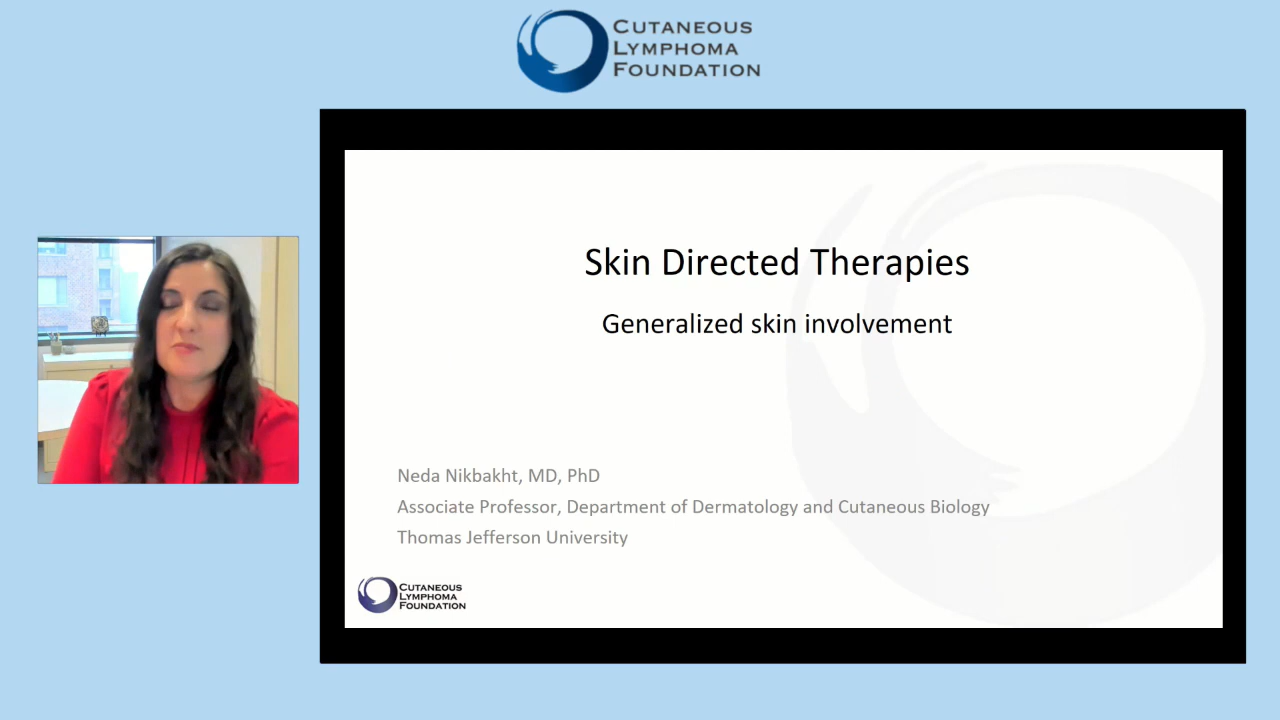 CUTANEOUS
LYMPHOMA
FOUNDATION
Skin Directed Therapies
Generalized skin involvement
Neda Nikbakht, MD, PhD
Associate Professor, Department of Dermatology and Cutaneous Biology
Thomas Jefferson University
CUTANEOUS
LYMPHOMA
FOUNDATION